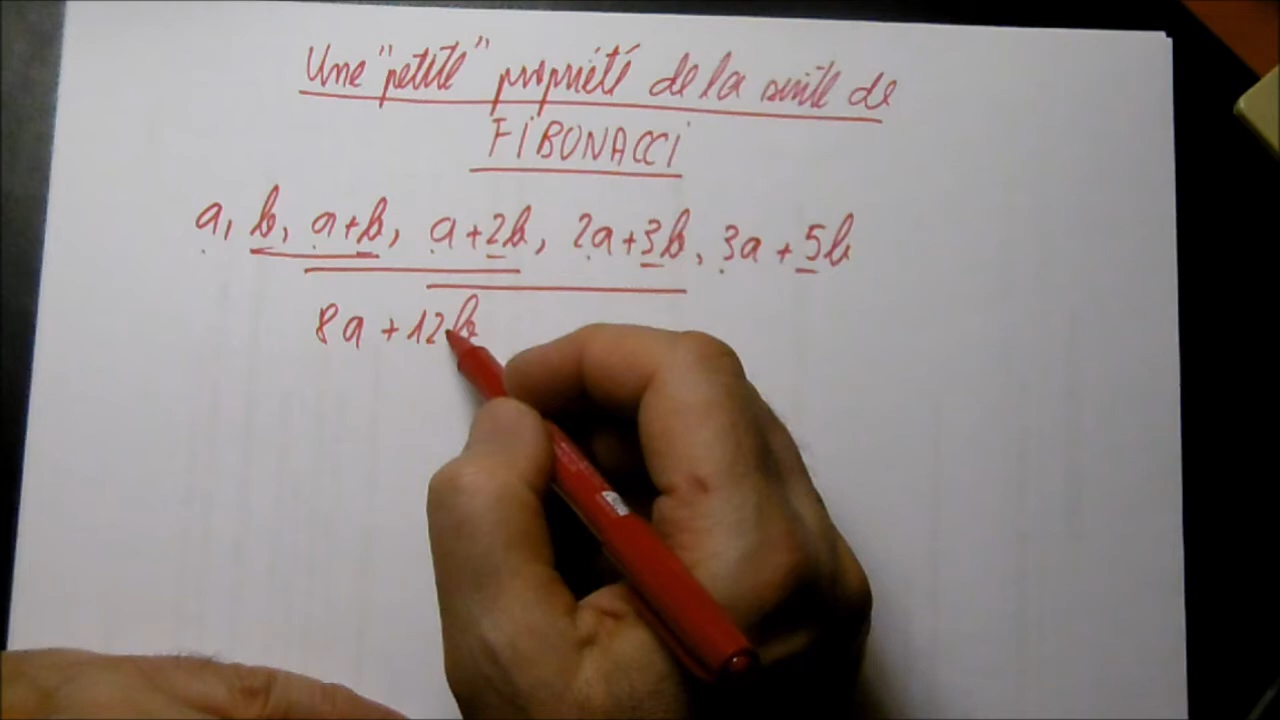 Une "petite" propriété de la suite de
FIBONACCI
a, b, a+b, a+2b, 2a+3b, 3a+5b
8a+12b